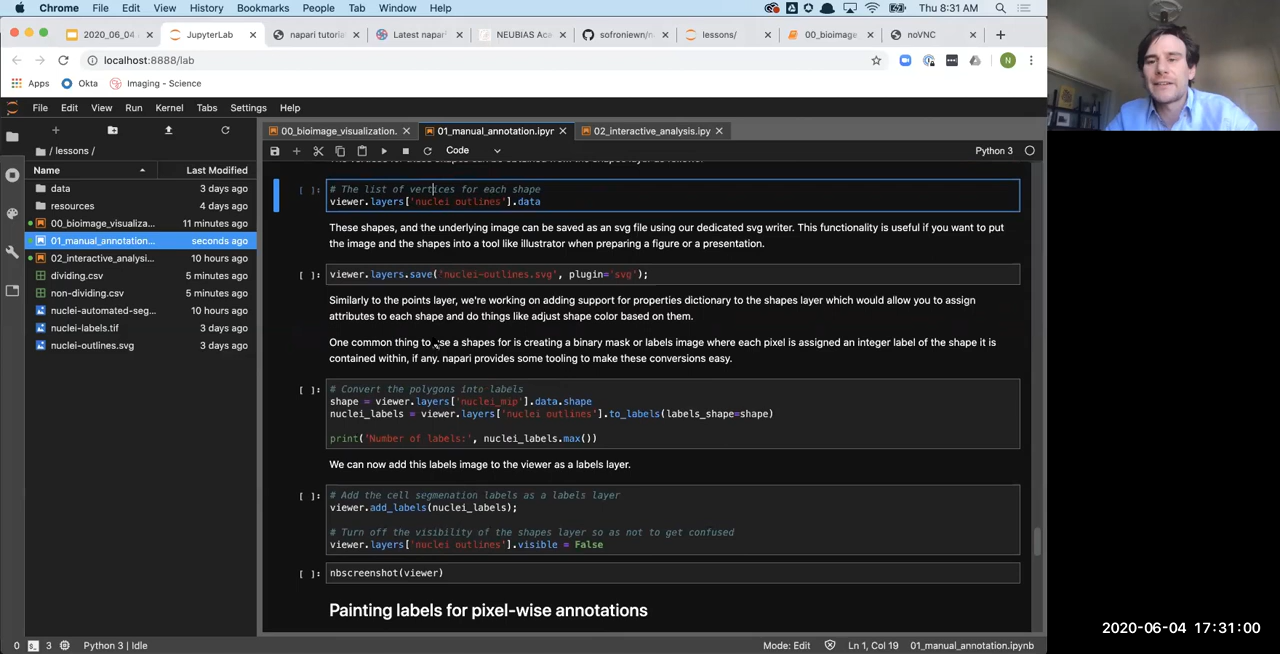 Chrome File Edit View History Bookmarks People Tab Window Help Thu 8:31 AM
2020_06_04 JupyterLab napari tutoria Latest napar NEUBIAS Aca sofroniewn/n lessons/ 00_bioimage_ noVNC
localhost:8888/lab
N
Apps Okta Imaging - Science
File Edit View Run Kernel Tabs Settings Help
00_bioimage_visualization. 01_manual_annotation.ipyr 02_interactive_analysis.ipy
Code Python 3
/ lessons /
Name Last Modified
data 3 days ago
resources 4 days ago
00_bioimage_visualiza... 11 minutes ago
01_manual_annotation... seconds ago
02_interactive_analysi... 10 hours ago
dividing.csv 5 minutes ago
non-dividing.csv 5 minutes ago
nuclei-automated-seg... 10 hours ago
nuclei-labels.tif 3 days ago
nuclei-outlines.svg 3 days ago
[ ]: # The list of vertices for each shape
viewer.layers['nuclei outlines'].data
These shapes, and the underlying image can be saved as an svg file using our dedicated svg writer. This functionality is useful if you want to put
the image and the shapes into a tool like illustrator when preparing a figure or a presentation.
[ ]: viewer.layers.save('nuclei-outlines.svg', plugin='svg');
Similarly to the points layer, we're working on adding support for properties dictionary to the shapes layer which would allow you to assign
attributes to each shape and do things like adjust shape color based on them.
One common thing to use a shapes for is creating a binary mask or labels image where each pixel is assigned an integer label of the shape it is
contained within, if any. napari provides some tooling to make these conversions easy.
[ ]: # Convert the polygons into labels
shape = viewer.layers['nuclei_mip'].data.shape
nuclei_labels = viewer.layers['nuclei outlines'].to_labels(labels_shape=shape)
print('Number of labels:', nuclei_labels.max())
We can now add this labels image to the viewer as a labels layer.
[ ]: # Add the cell segmenation labels as a labels layer
viewer.add_labels(nuclei_labels);
# Turn off the visibility of the shapes layer so as not to get confused
viewer.layers['nuclei outlines'].visible = False
[ ]: nbscreenshot(viewer)
Painting labels for pixel-wise annotations
0 3 Python 3 | Idle Mode: Edit Ln 1, Col 19 01_manual_annotation.ipynb
2020-06-04 17:31:00